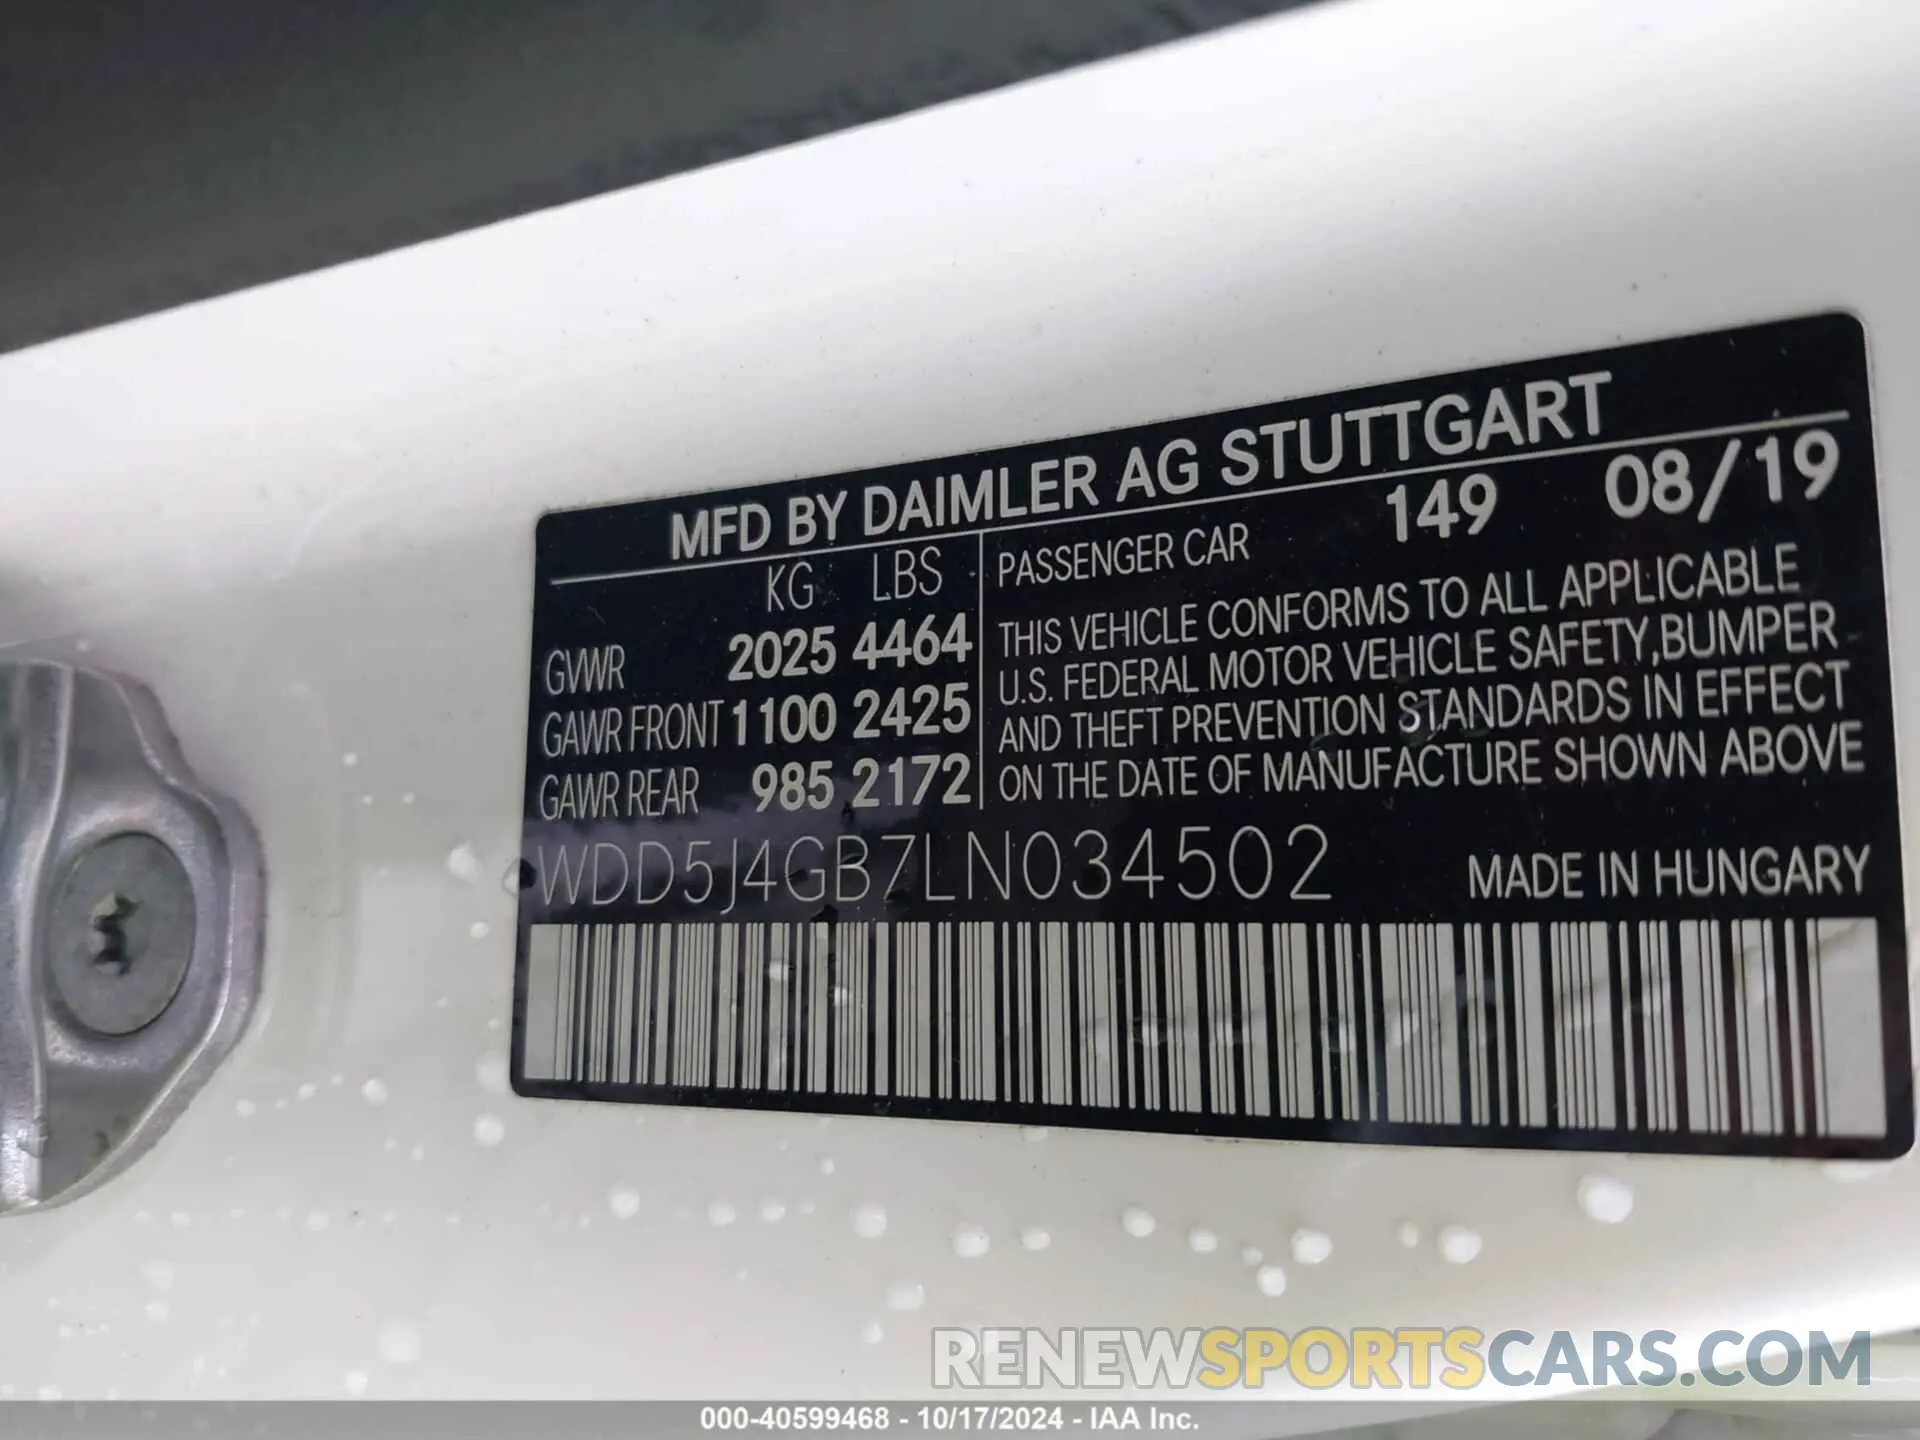 MFD BY DAIMLER AG STUTTGART
KG LBS
GVWR 2025 4464
GAWR FRONT 1100 2425
GAWR REAR 985 2172
PASSENGER CAR 149 08/19
THIS VEHICLE CONFORMS TO ALL APPLICABLE
U.S. FEDERAL MOTOR VEHICLE SAFETY, BUMPER
AND THEFT PREVENTION STANDARDS IN EFFECT
ON THE DATE OF MANUFACTURE SHOWN ABOVE
WDD5J4GB7LN034502 MADE IN HUNGARY
RENEWSPORTSCARS.COM
000-40599468 - 10/17/2024 - IAA Inc.